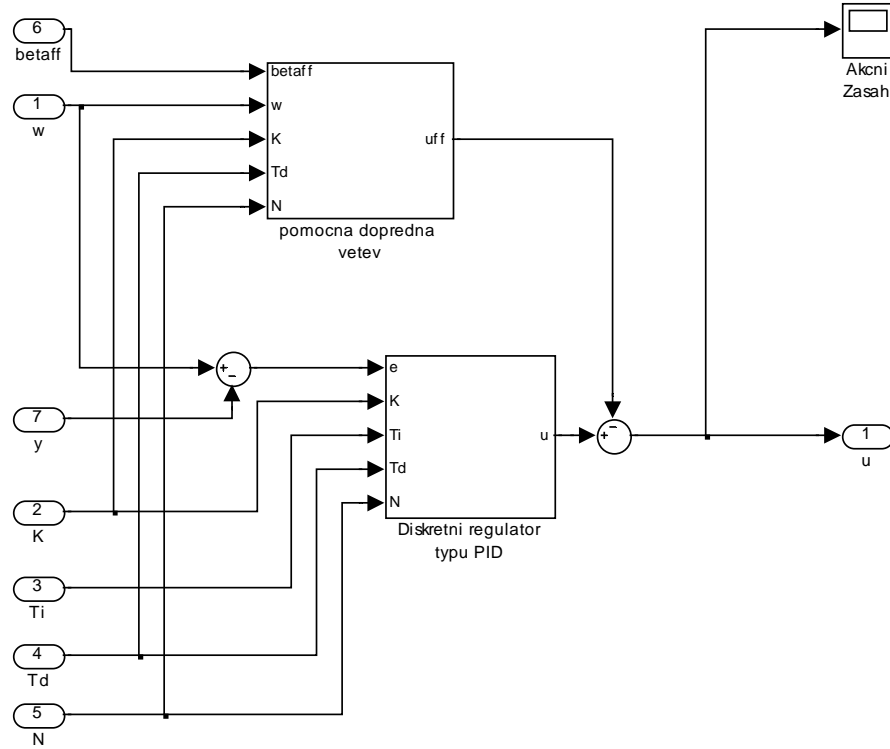 6
betaff
1
w
betaff
w
K
Td
N
uff
pomocna dopredna
vetev
Akcni
Zasah
7
y
2
K
3
Ti
4
Td
5
N
+
−
e
K
Ti
Td
N
u
Diskretni regulator
typu PID
−
+
1
u